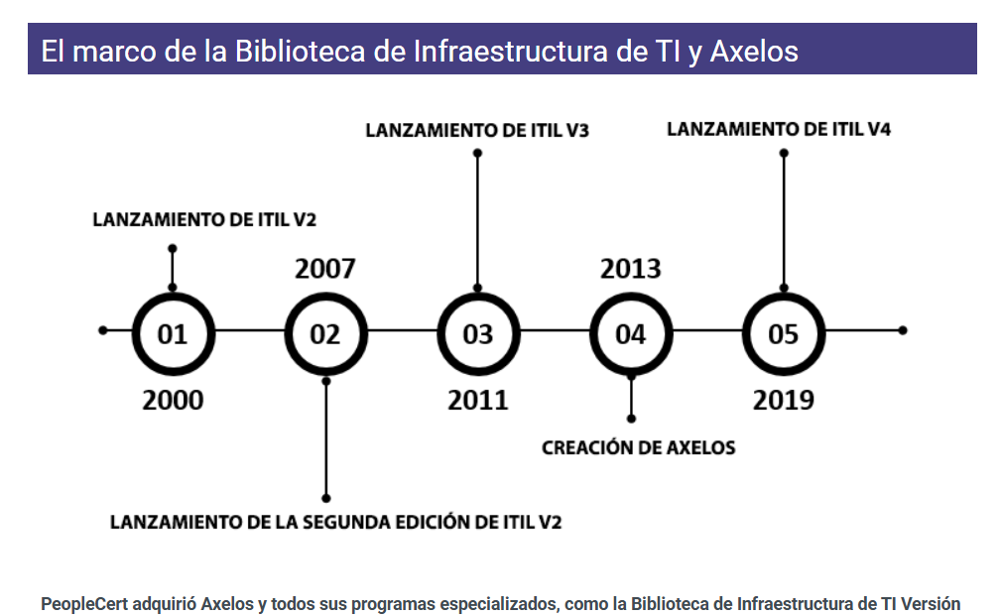 El marco de la Biblioteca de Infraestructura de TI y Axelos
LANZAMIENTO DE ITIL V3
LANZAMIENTO DE ITIL V4
LANZAMIENTO DE ITIL V2
2007
2013
01
02
03
04
05
2000
2011
2019
CREACIÓN DE AXELOS
LANZAMIENTO DE LA SEGUNDA EDICIÓN DE ITIL V2
PeopleCert adquirió Axelos y todos sus programas especializados, como la Biblioteca de Infraestructura de TI Versión